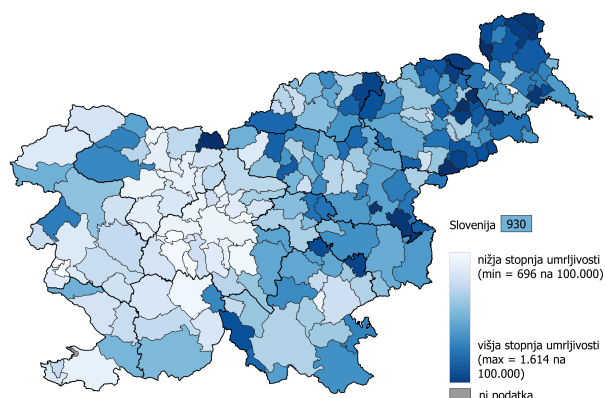 Slovenija 930
nižja stopnja umrljivosti
(min = 696 na 100.000)
višja stopnja umrljivosti
(max = 1.614 na
100.000)
ni podatka